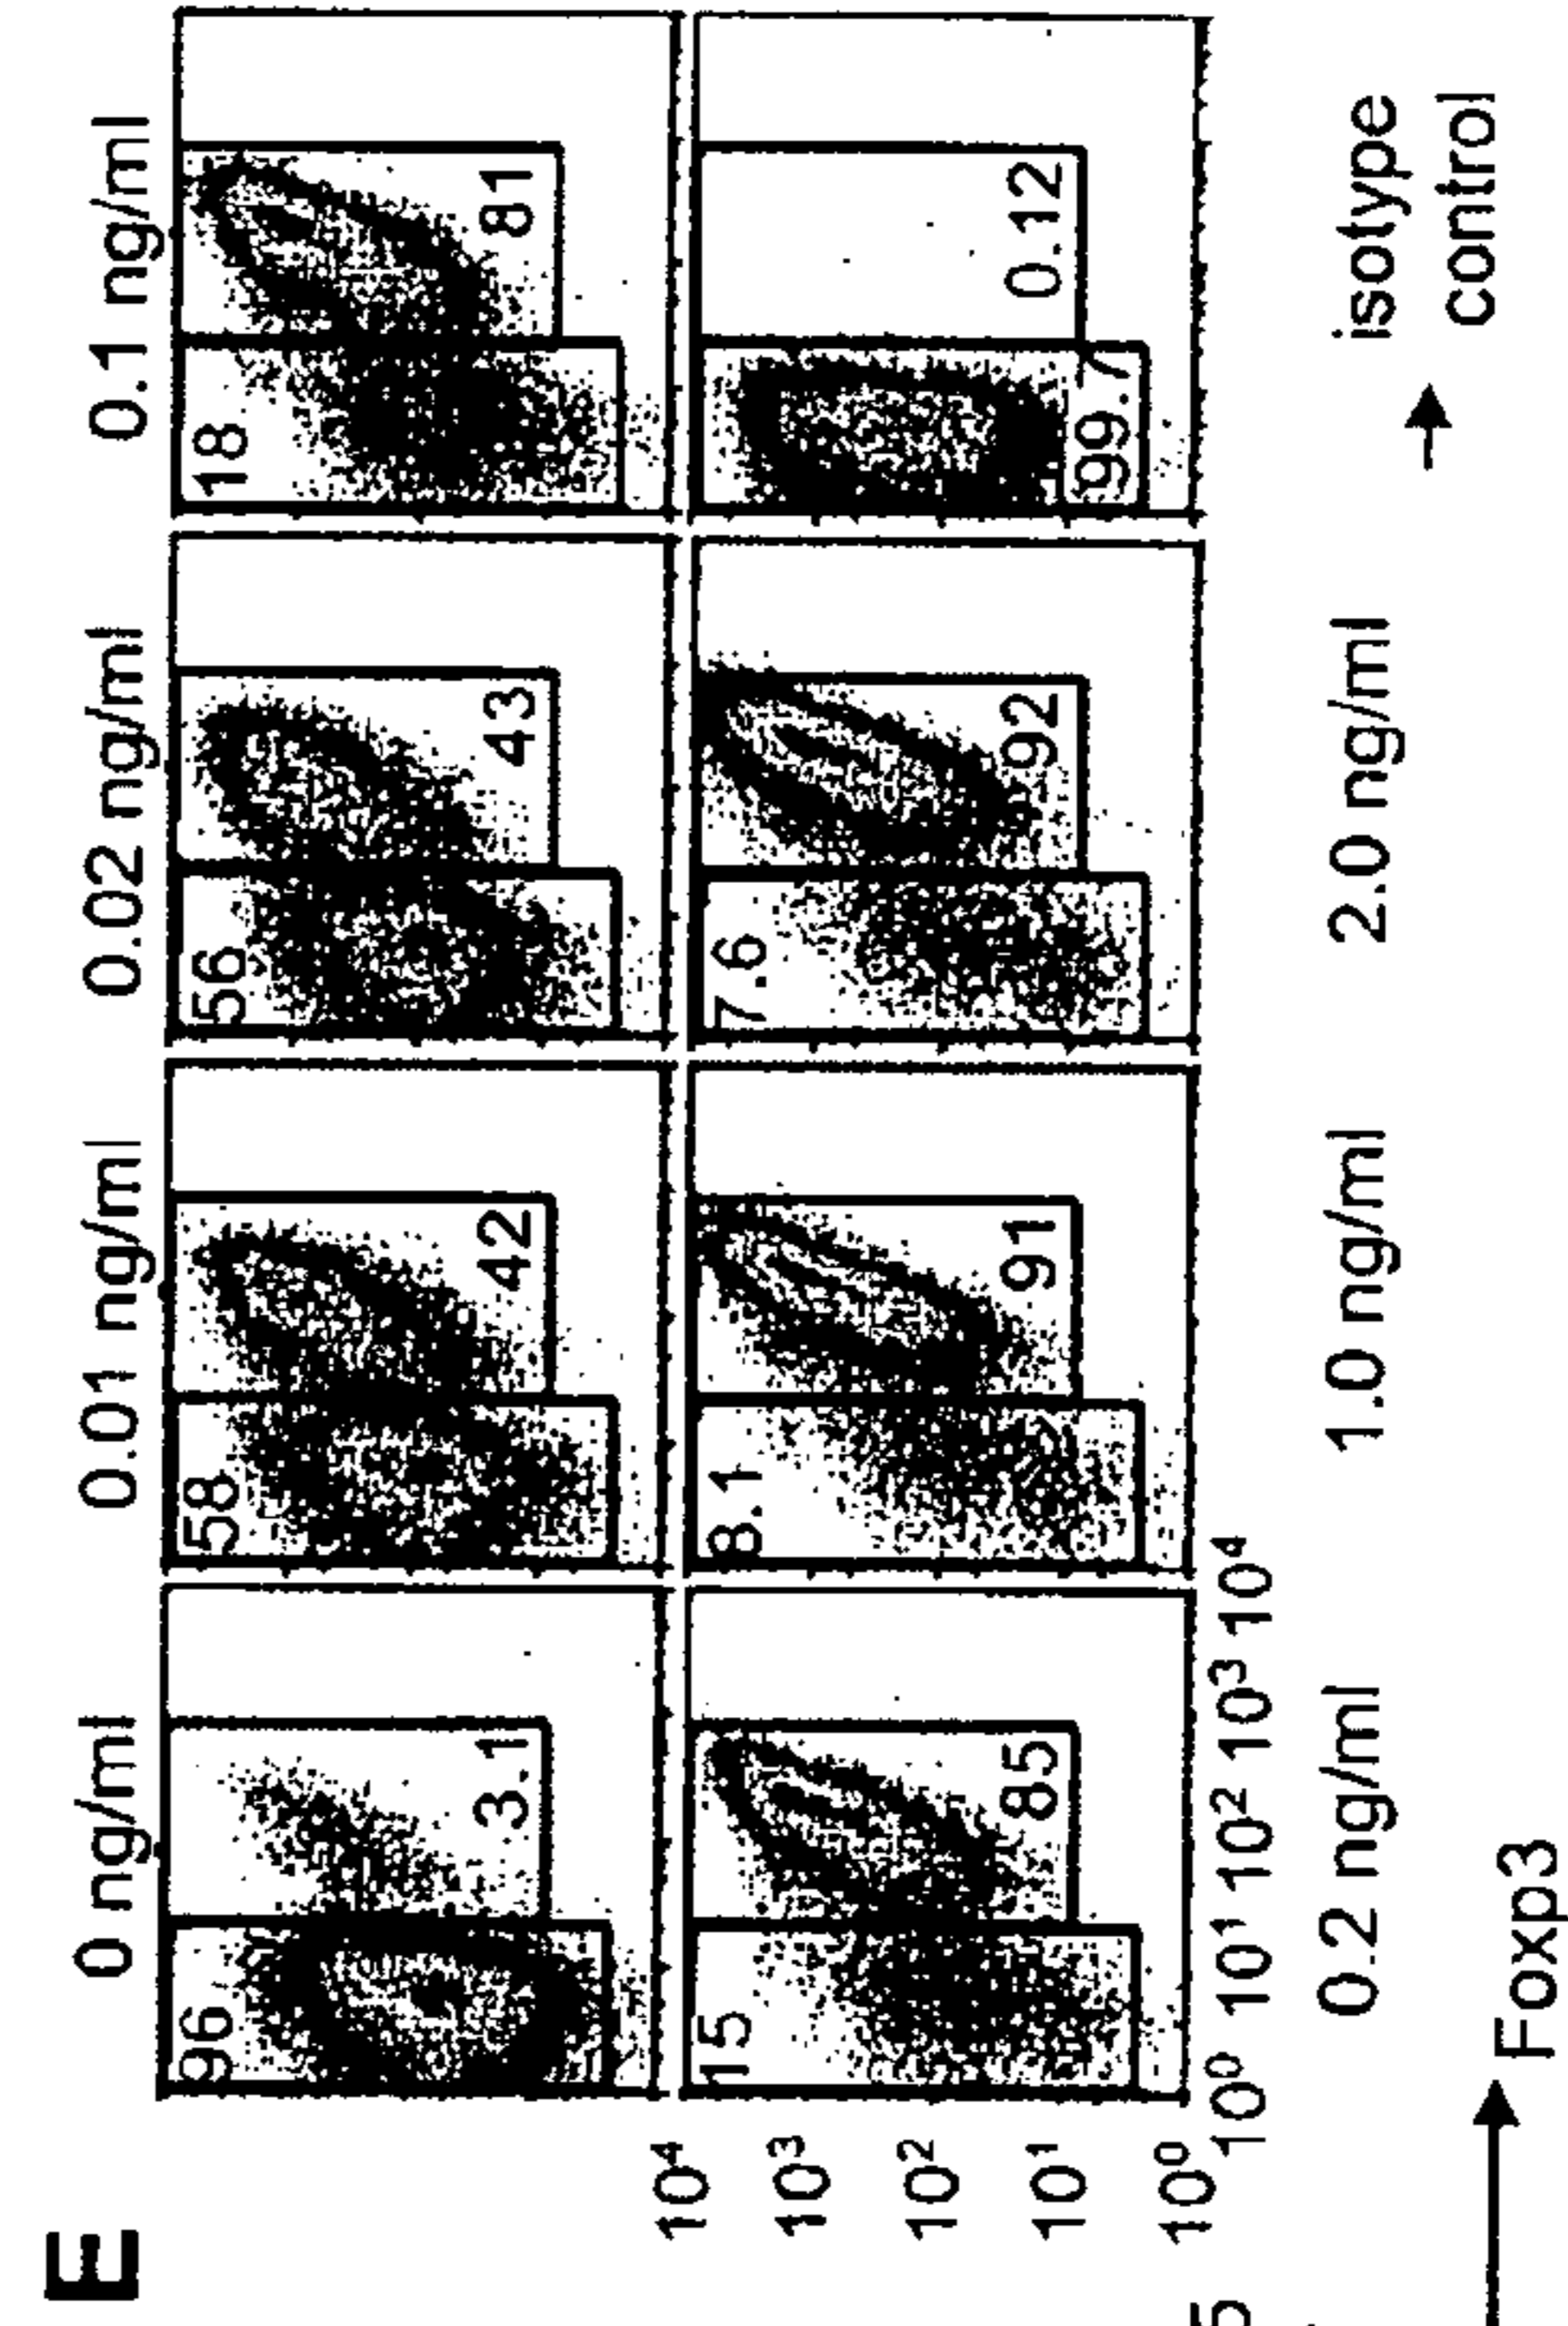 E
0 ng/ml
0.01 ng/ml
0.02 ng/ml
0.1 ng/ml
96
3.1
58
42
56
43
18
81
15
85
8.1
91
7.6
92
99.7
0.12
10⁴
10³
10²
10¹
10⁰
10⁰ 10¹ 10² 10³ 10⁴
0.2 ng/ml
1.0 ng/ml
2.0 ng/ml
isotype
control
Foxp3